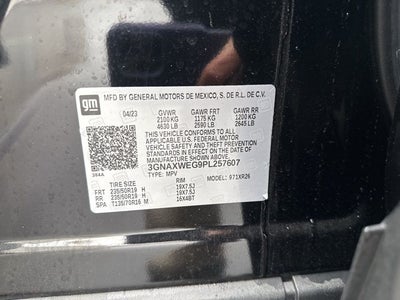 gm
MFD BY GENERAL MOTORS DE MEXICO, S. DE R.L. DE C.V.
04/23 GVWR GAWR FRT GAWR RR
2100 KG 1175 KG 1200 KG
4630 LB 2590 LB 2645 LB
THIS VEHICLE CONFORMS TO ALL
APPLICABLE U.S. FEDERAL MOTOR
VEHICLE SAFETY AND THEFT PREVENTION
STANDARDS IN EFFECT ON THE DATE OF
MANUFACTURE SHOWN ABOVE.
3GNAXWEG9PL257607
TYPE: MPV MODEL: 971XR26
TIRE SIZE RIM
FRT 235/50R19 H 19X7.5J
RR 235/50R19 H 19X7.5J
SPA T135/70R16 M 16X4BT